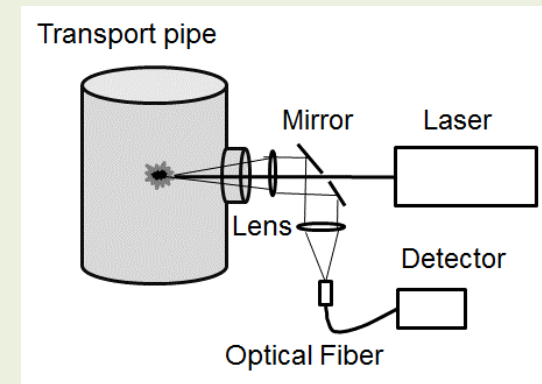 Transport pipe
Mirror
Laser
Lens
Detector
Optical Fiber